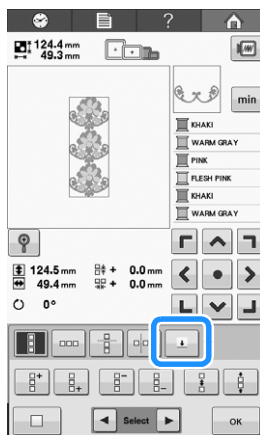 ?
124.4 mm
49.3 mm
min
KHAKI
WARM GRAY
PINK
FLESH PINK
KHAKI
WARM GRAY
124.5 mm + 0.0 mm
49.4 mm + 0.0 mm
0°
Select
OK